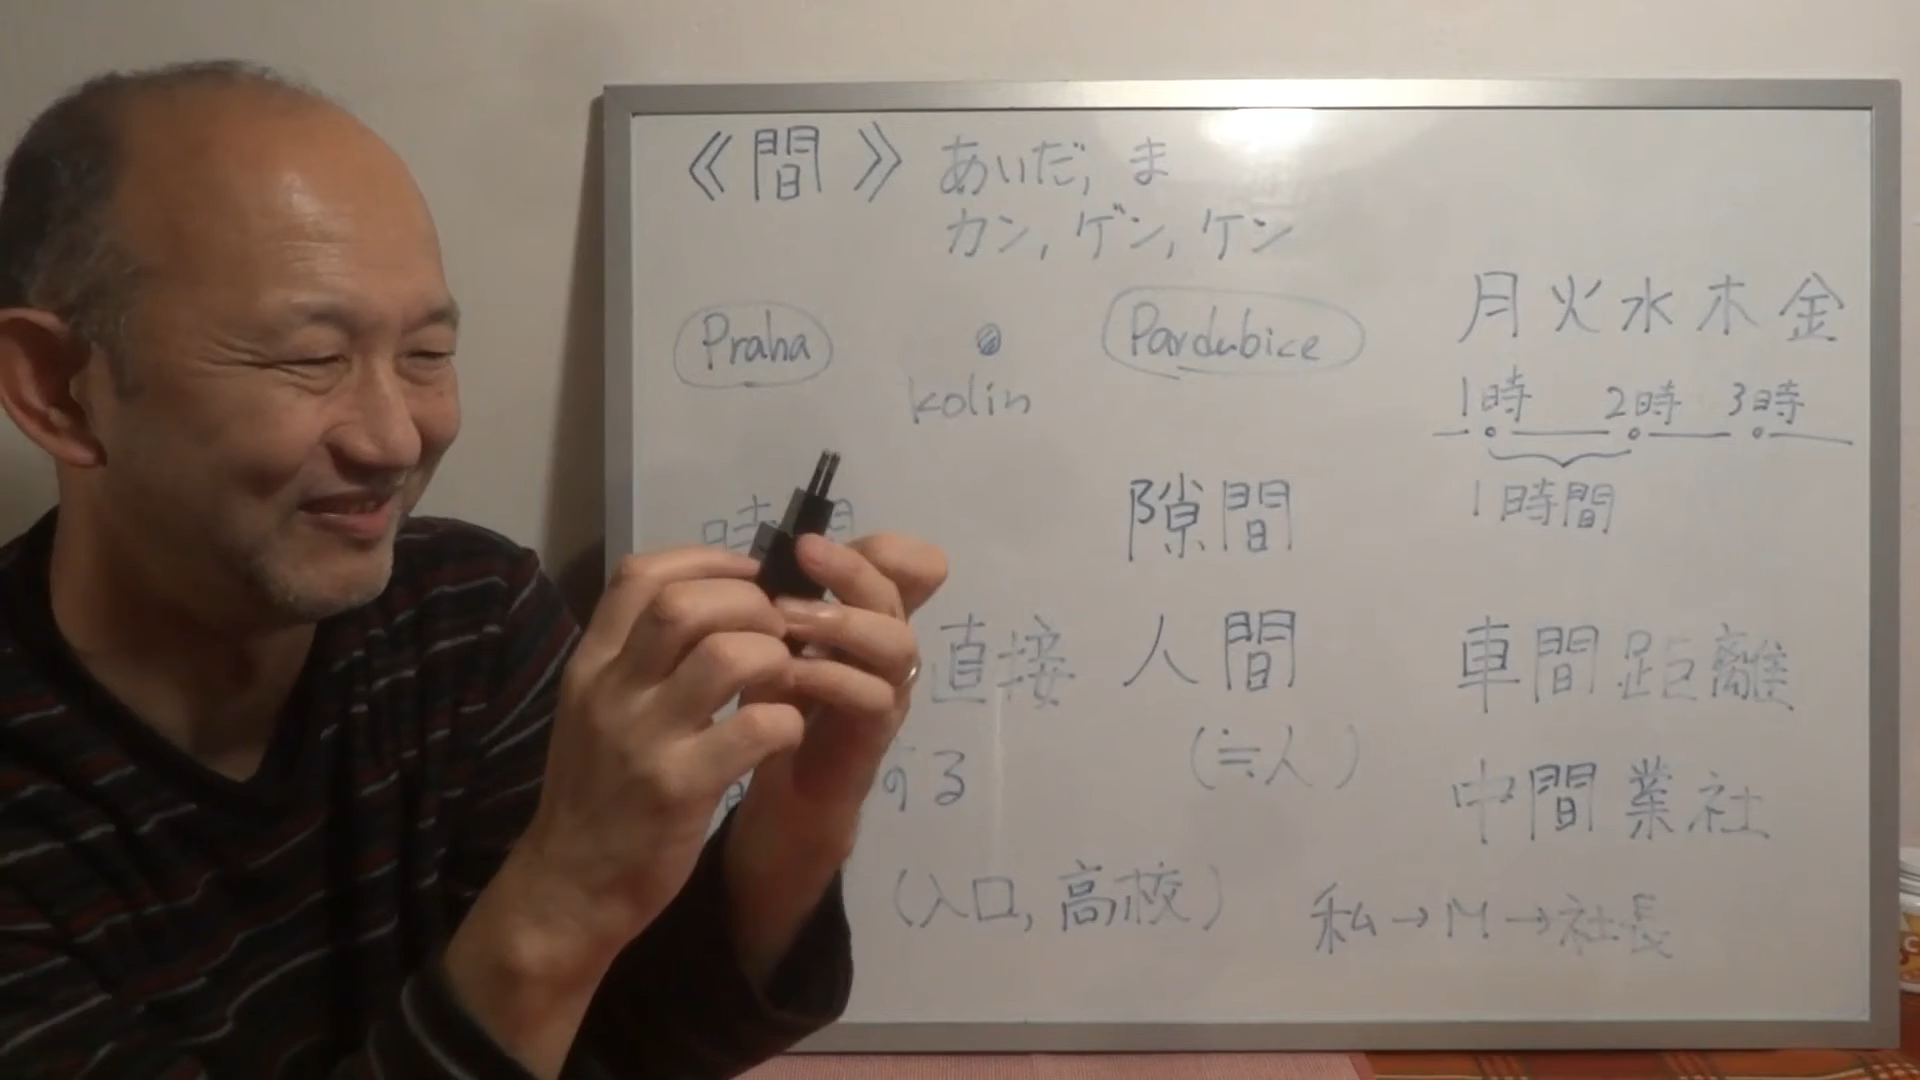 《間》 あいだ, ま
カン, ゲン, ケン
Praha
kolin
Pardubice
月火水木金
1時 2時 3時
1時間
隙間
直接
人間
(≒人)
する
車間距離
中間業社
(入口, 高校)
私→M→社長